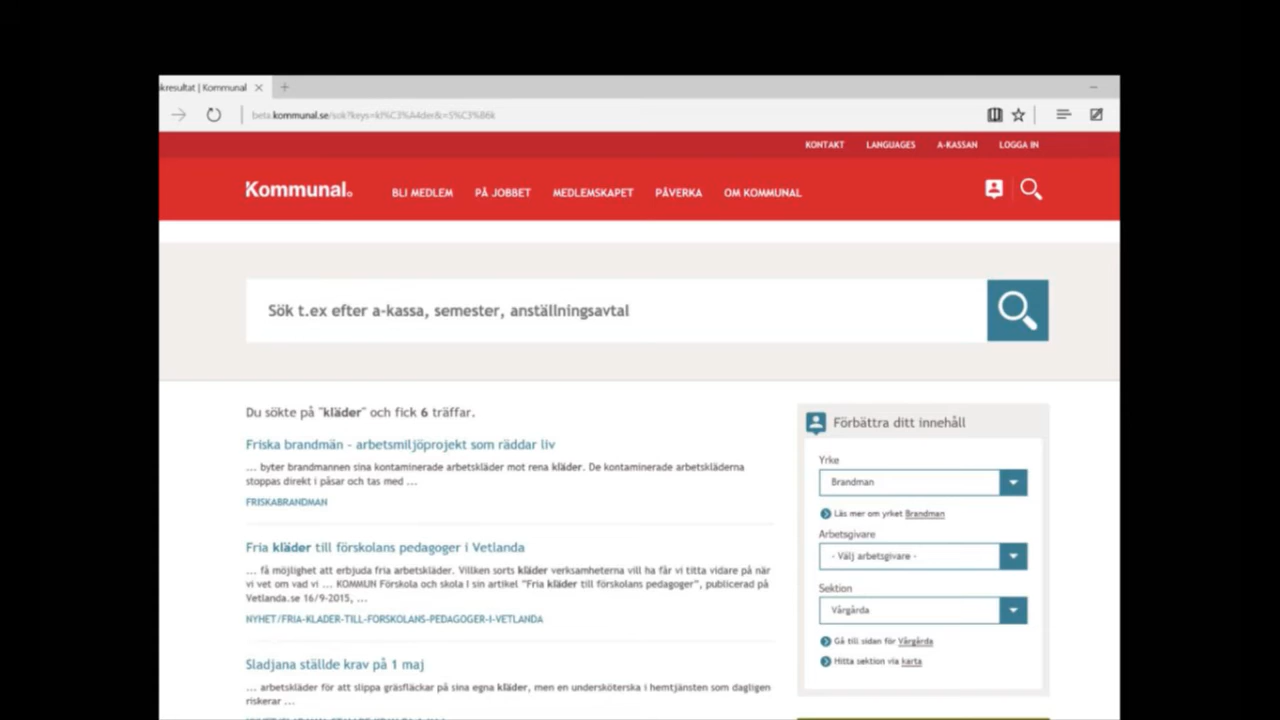 kresultat | Kommunal
beta.kommunal.se/sok?keys=kl%C3%A4der&=S%C3%B6k
KONTAKT LANGUAGES A-KASSAN LOGGA IN
Kommunal. BLI MEDLEM PÅ JOBBET MEDLEMSKAPET PÅVERKA OM KOMMUNAL
Sök t.ex efter a-kassa, semester, anställningsavtal
Du sökte på "kläder" och fick 6 träffar.
Friska brandmän - arbetsmiljöprojekt som räddar liv
... byter brandmannen sina kontaminerade arbetskläder mot rena kläder. De kontaminerade arbetskläderna
stoppas direkt i påsar och tas med ...
FRISKABRANDMAN
Fria kläder till förskolans pedagoger i Vetlanda
... få möjlighet att erbjuda fria arbetskläder. Villken sorts kläder verksamheterna vill ha får vi titta vidare på när
vi vet om vad vi ... KOMMUN Förskola och skola I sin artikel "Fria kläder till förskolans pedagoger", publicerad på
Vetlanda.se 16/9-2015, ...
NYHET/FRIA-KLADER-TILL-FORSKOLANS-PEDAGOGER-I-VETLANDA
Sladjana ställde krav på 1 maj
... arbetskläder för att slippa gräsfläckar på sina egna kläder, men en undersköterska i hemtjänsten som dagligen
riskerar ...
Förbättra ditt innehåll
Yrke
Brandman
Läs mer om yrket Brandman
Arbetsgivare
- Välj arbetsgivare -
Sektion
Vårgårda
Gå till sidan för Vårgårda
Hitta sektion via karta